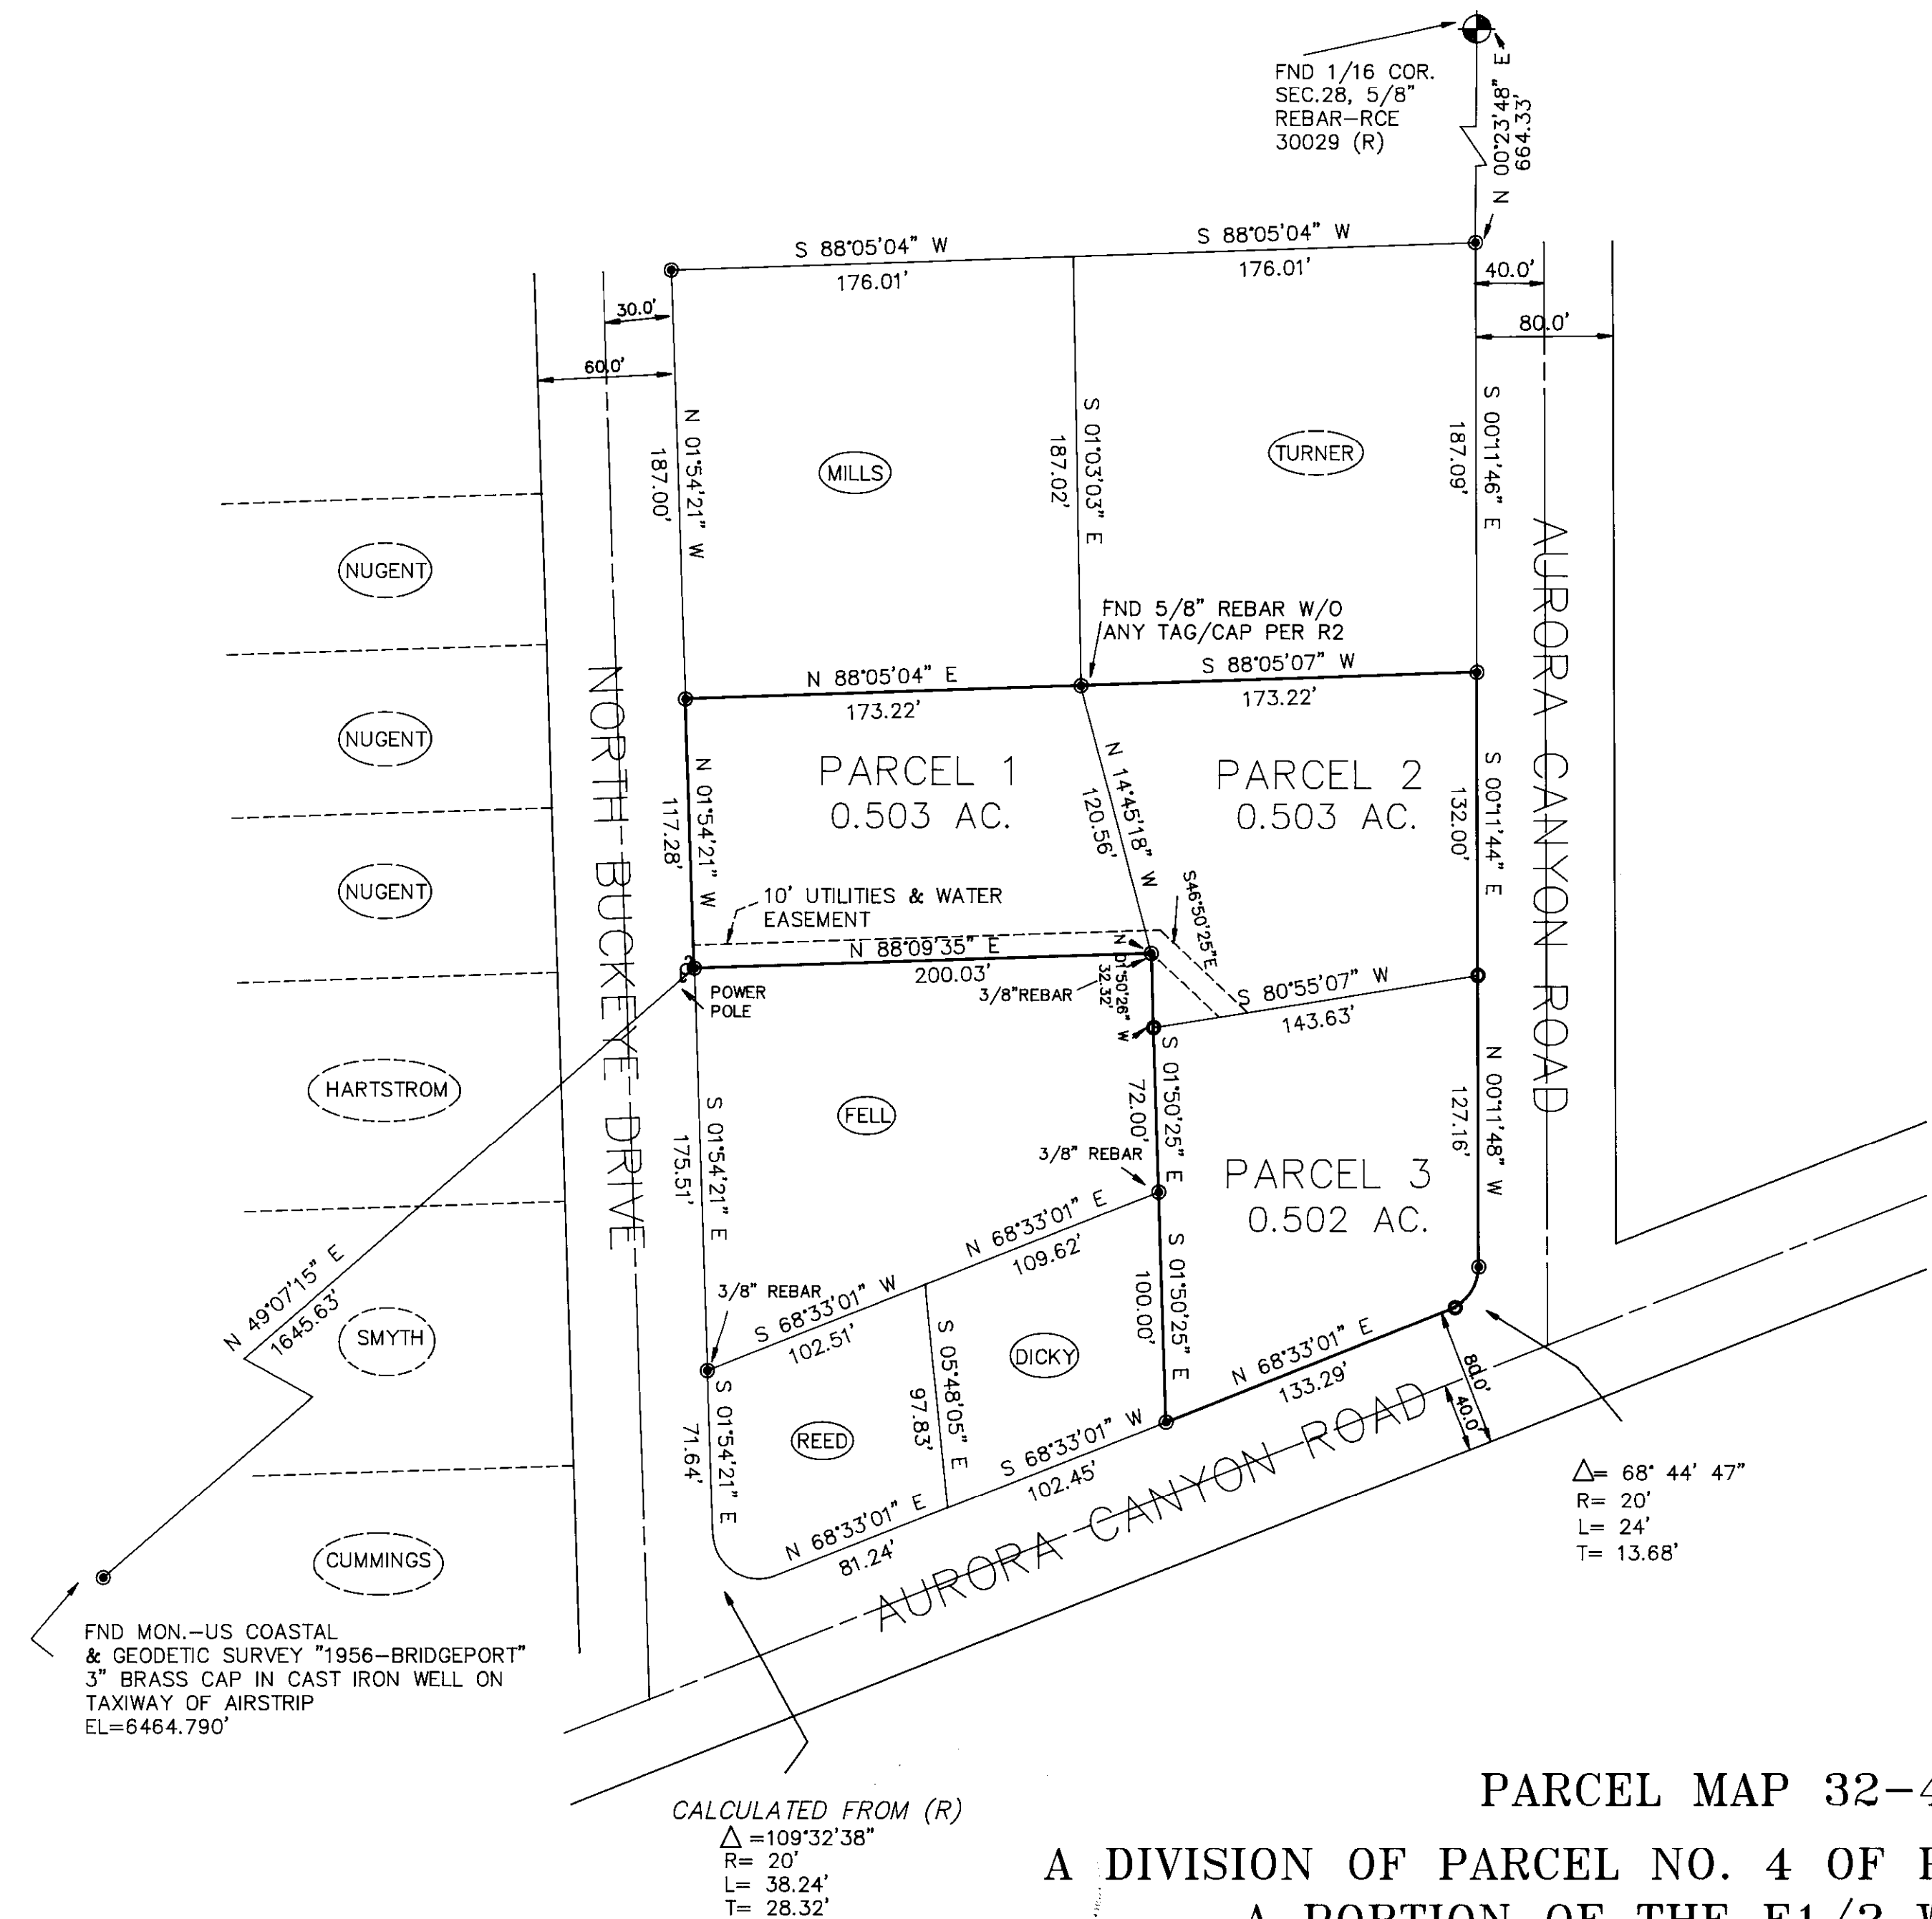 FND 1/16 COR.
SEC.28, 5/8"
REBAR-RCE
30029 (R)
N 00°23'48" E
664.33'
S 88°05'04" W
176.01'
S 88°05'04" W
176.01'
40.0'
30.0'
80.0'
60.0'
N 01°54'21" W
187.00'
MILLS
S 01°03'03" E
187.02'
TURNER
S 00°11'46" E
187.09'
NUGENT
FND 5/8" REBAR W/O
ANY TAG/CAP PER R2
N 88°05'04" E
173.22'
S 88°05'07" W
173.22'
NUGENT
NORTH BUCKEYE DRIVE
AURORA CANYON ROAD
N 01°54'21" W
117.28'
PARCEL 1
0.503 AC.
N 14°45'18" W
120.56'
PARCEL 2
0.503 AC.
S 00°11'44" E
132.00'
NUGENT
10' UTILITIES & WATER
EASEMENT
S46°50'25"E
N 88°09'35" E
200.03'
N 01°50'26" W
32.32'
3/8"REBAR
POWER
POLE
S 80°55'07" W
143.63'
HARTSTROM
FELL
S 01°54'21" E
175.51'
S 01°50'25" E
72.00'
N 00°11'48" W
127.16'
3/8" REBAR
PARCEL 3
0.502 AC.
N 68°33'01" E
109.62'
S 01°50'25" E
100.00'
N 49°07'15" E
1645.63'
SMYTH
3/8" REBAR
S 68°33'01" W
102.51'
S 05°48'05" E
97.83'
DICKY
N 68°33'01" E
133.29'
80.0'
40.0'
S 01°54'21" E
71.64'
REED
S 68°33'01" W
102.45'
N 68°33'01" E
81.24'
AURORA CANYON ROAD
△= 68° 44' 47"
R= 20'
L= 24'
T= 13.68'
CUMMINGS
FND MON.-US COASTAL
& GEODETIC SURVEY "1956-BRIDGEPORT"
3" BRASS CAP IN CAST IRON WELL ON
TAXIWAY OF AIRSTRIP
EL=6464.790'
CALCULATED FROM (R)
△ =109°32'38"
R= 20'
L= 38.24'
T= 28.32'
PARCEL MAP 32-4
A DIVISION OF PARCEL NO. 4 OF
A PORTION OF THE E1/2